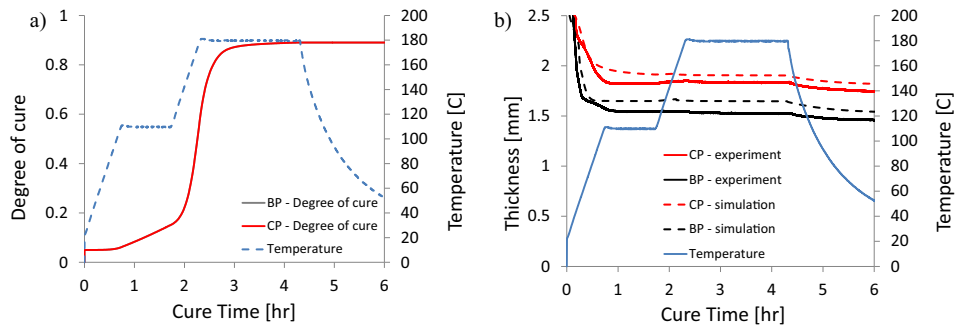 a)
Degree of cure
1
0.8
0.6
0.4
0.2
0
0 1 2 3 4 5 6
Cure Time [hr]
200
180
160
140
120
100
80
60
40
20
0
Temperature [C]
BP - Degree of cure
CP - Degree of cure
Temperature
b)
Thickness [mm]
2.5
2
1.5
1
0.5
0
0 1 2 3 4 5 6
Cure Time [hr]
200
180
160
140
120
100
80
60
40
20
0
Temperature [C]
CP - experiment
BP - experiment
CP - simulation
BP - simulation
Temperature